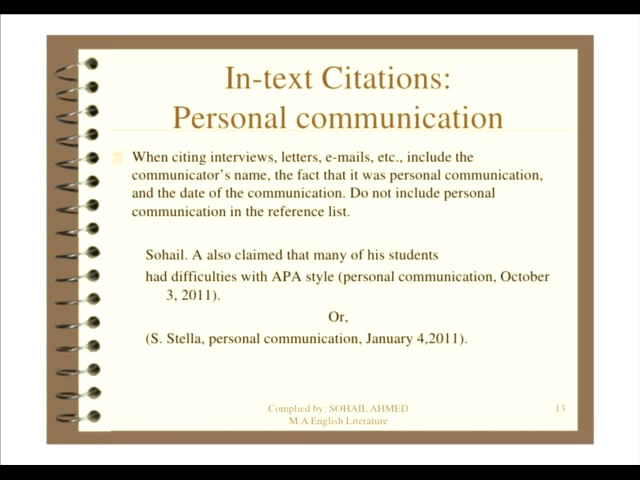 In-text Citations:
Personal communication
When citing interviews, letters, e-mails, etc., include the
communicator's name, the fact that it was personal communication,
and the date of the communication. Do not include personal
communication in the reference list.
Sohail. A also claimed that many of his students
had difficulties with APA style (personal communication, October
3, 2011).
Or,
(S. Stella, personal communication, January 4,2011).
Complied by: SOHAIL AHMED
M.A English Literature
13